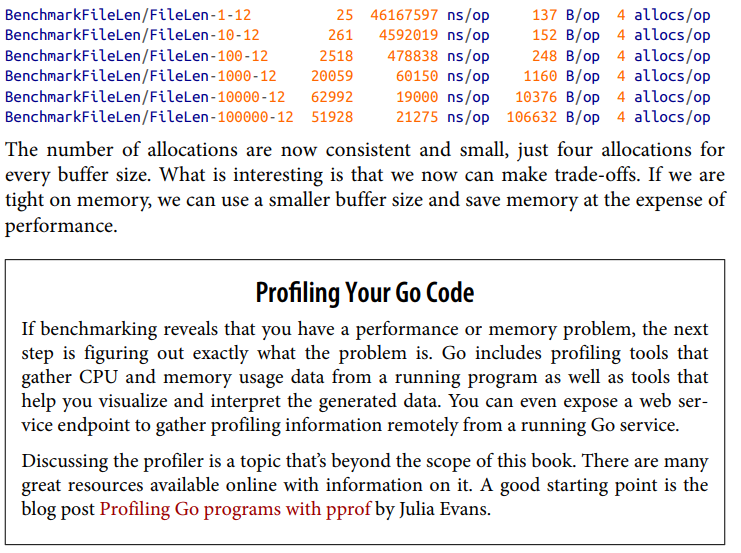 BenchmarkFileLen/FileLen-1-12 25 46167597 ns/op 137 B/op 4 allocs/op
BenchmarkFileLen/FileLen-10-12 261 4592019 ns/op 152 B/op 4 allocs/op
BenchmarkFileLen/FileLen-100-12 2518 478838 ns/op 248 B/op 4 allocs/op
BenchmarkFileLen/FileLen-1000-12 20059 60150 ns/op 1160 B/op 4 allocs/op
BenchmarkFileLen/FileLen-10000-12 62992 19000 ns/op 10376 B/op 4 allocs/op
BenchmarkFileLen/FileLen-100000-12 51928 21275 ns/op 106632 B/op 4 allocs/op
The number of allocations are now consistent and small, just four allocations for
every buffer size. What is interesting is that we now can make trade-offs. If we are
tight on memory, we can use a smaller buffer size and save memory at the expense of
performance.
Profiling Your Go Code
If benchmarking reveals that you have a performance or memory problem, the next
step is figuring out exactly what the problem is. Go includes profiling tools that
gather CPU and memory usage data from a running program as well as tools that
help you visualize and interpret the generated data. You can even expose a web ser-
vice endpoint to gather profiling information remotely from a running Go service.
Discussing the profiler is a topic that’s beyond the scope of this book. There are many
great resources available online with information on it. A good starting point is the
blog post Profiling Go programs with pprof by Julia Evans.